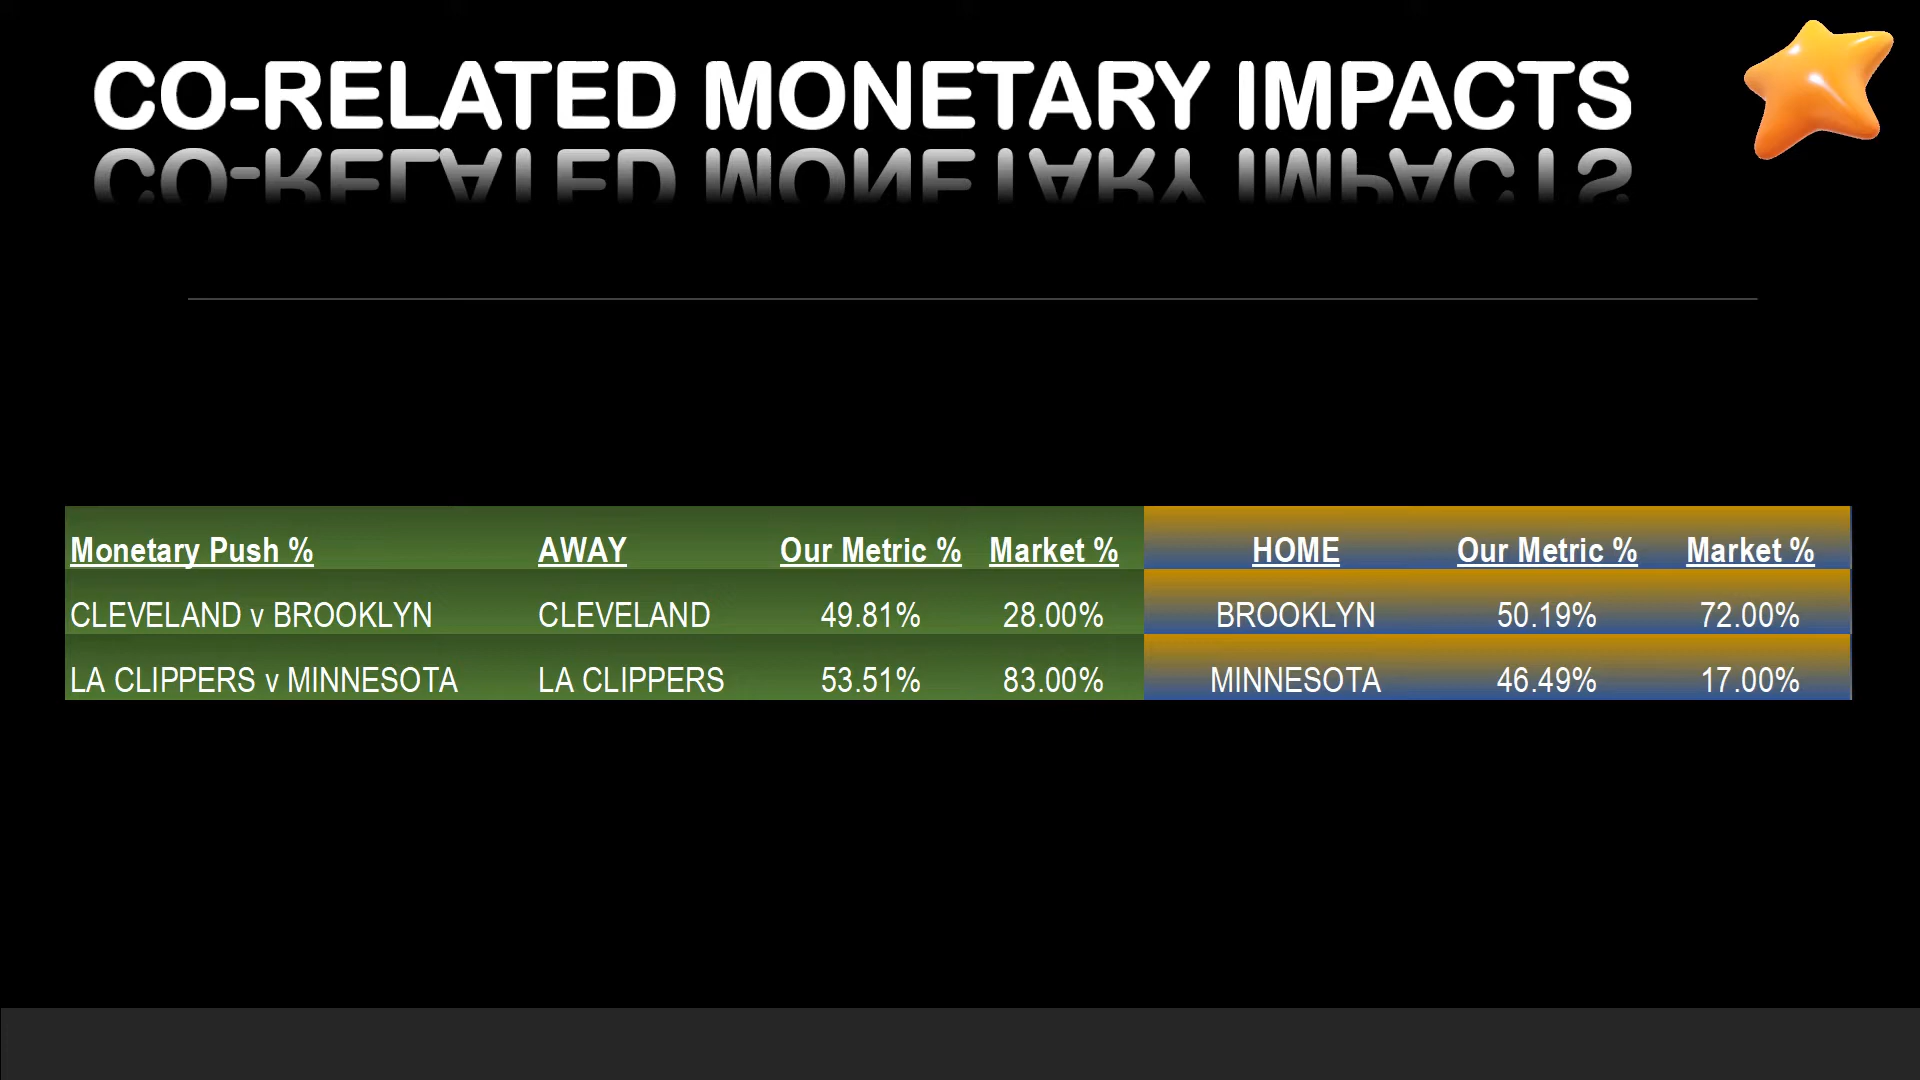 CO-RELATED MONETARY IMPACTS
Monetary Push % AWAY Our Metric % Market % HOME Our Metric % Market %
CLEVELAND v BROOKLYN CLEVELAND 49.81% 28.00% BROOKLYN 50.19% 72.00%
LA CLIPPERS v MINNESOTA LA CLIPPERS 53.51% 83.00% MINNESOTA 46.49% 17.00%